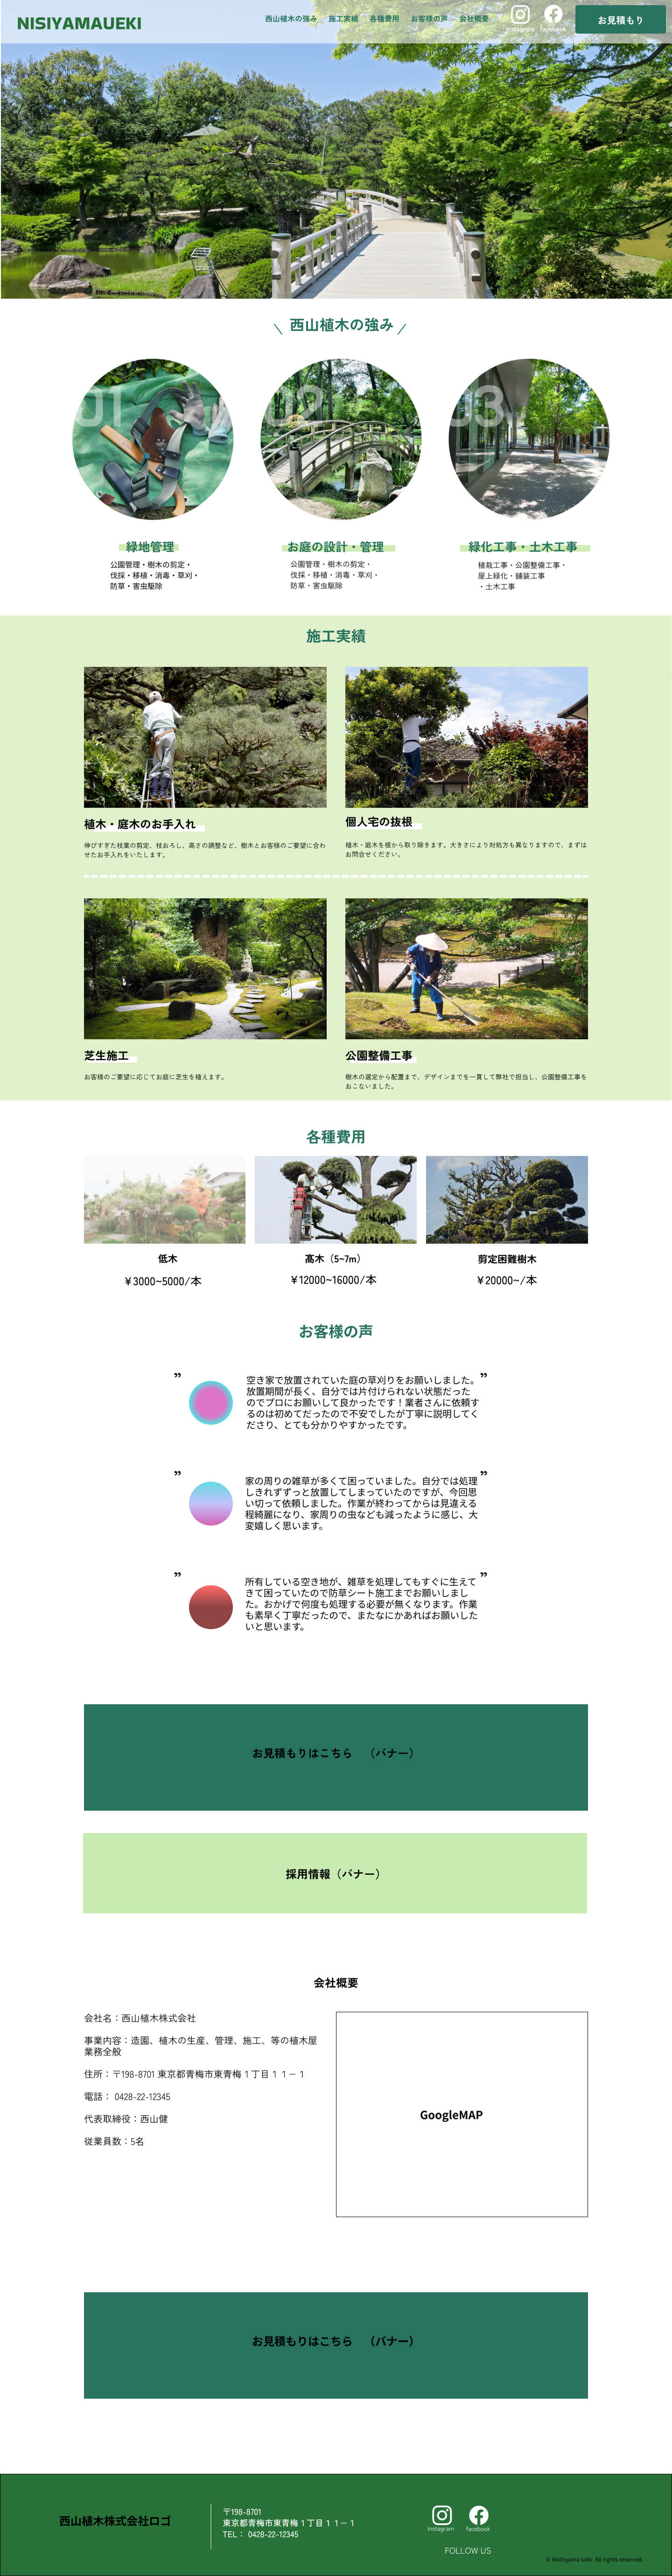 NISIYAMAUEKI
西山植木の強み 施工実績 各種費用 お客様の声 会社概要
Instagram facebook
お見積もり
西山植木の強み
01
02
03
緑地管理
公園管理・樹木の剪定・
伐採・移植・消毒・草刈・
防草・害虫駆除
お庭の設計・管理
公園管理・樹木の剪定・
伐採・移植・消毒・草刈・
防草・害虫駆除
緑化工事・土木工事
植栽工事・公園整備工事・
屋上緑化・舗装工事
・土木工事
施工実績
植木・庭木のお手入れ
伸びすぎた枝葉の剪定、枝おろし、高さの調整など、樹木とお客様のご要望に合わ
せたお手入れをいたします。
個人宅の抜根
植木・庭木を根から取り除きます。大きさにより対処方も異なりますので、まずは
お問合せください。
芝生施工
お客様のご要望に応じてお庭に芝生を植えます。
公園整備工事
樹木の選定から配置まで、デザインまでを一貫して弊社で担当し、公園整備工事を
おこないました。
各種費用
低木
¥3000~5000/本
髙木（5~7m）
¥12000~16000/本
剪定困難樹木
¥20000~/本
お客様の声
” ”
空き家で放置されていた庭の草刈りをお願いしました。
放置期間が長く、自分では片付けられない状態だった
のでプロにお願いして良かったです！業者さんに依頼す
るのは初めてだったので不安でしたが丁寧に説明してく
ださり、とても分かりやすかったです。
” ”
家の周りの雑草が多くて困っていました。自分では処理
しきれずずっと放置してしまっていたのですが、今回思
い切って依頼しました。作業が終わってからは見違える
程綺麗になり、家周りの虫なども減ったように感じ、大
変嬉しく思います。
” ”
所有している空き地が、雑草を処理してもすぐに生えて
きて困っていたので防草シート施工までお願いしまし
た。おかげで何度も処理する必要が無くなります。作業
も素早く丁寧だったので、またなにかあればお願いした
いと思います。
お見積もりはこちら　（バナー）
採用情報（バナー）
会社概要
会社名：西山植木株式会社
事業内容：造園、植木の生産、管理、施工、等の植木屋
業務全般
住所：〒198-8701 東京都青梅市東青梅１丁目１１−１
電話： 0428-22-12345
代表取締役：西山健
従業員数：5名
GoogleMAP
お見積もりはこちら　（バナー）
西山植木株式会社ロゴ
〒198-8701
東京都青梅市東青梅１丁目１１−１
TEL： 0428-22-12345
Instagram facebook
FOLLOW US
© Nishiyama Ueki All rights reserved.